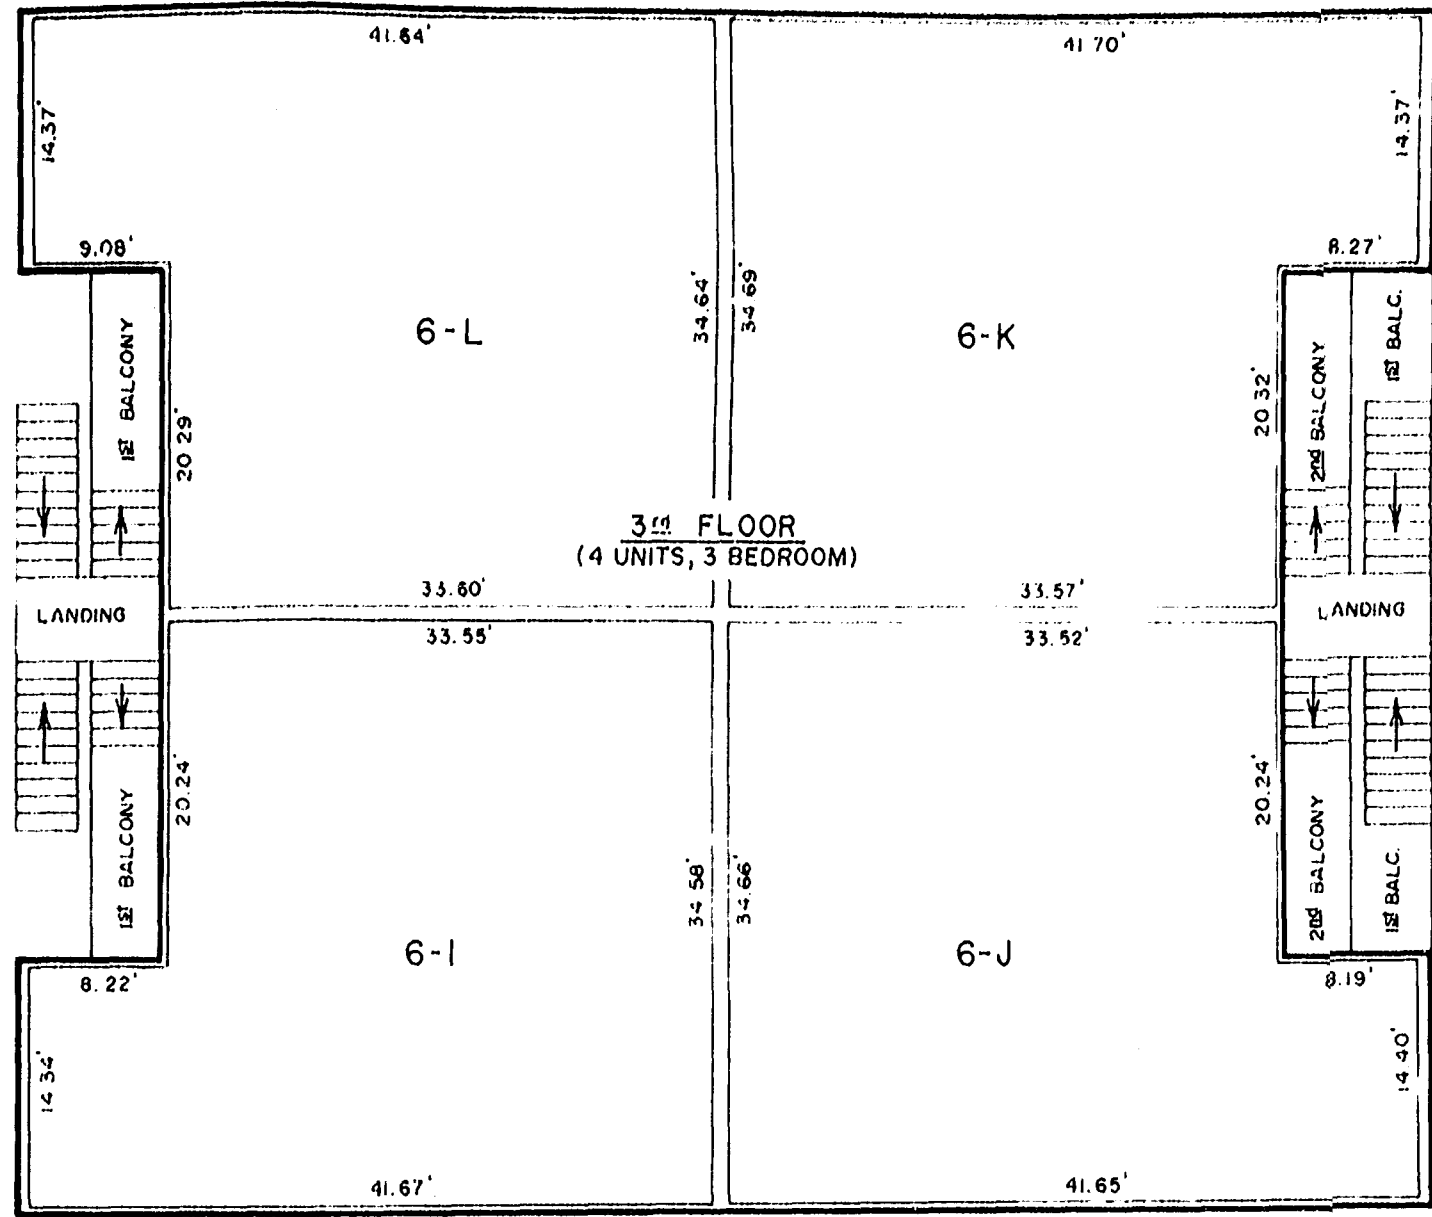 41.64'
41.70'
14.37'
14.37'
9.08'
8.27'
1st BALCONY
6-L
34.64'
34.69'
6-K
2nd BALCONY
1st BALC.
20.29'
20.32'
3rd FLOOR
(4 UNITS, 3 BEDROOM)
33.60'
33.57'
LANDING
LANDING
33.55'
33.52'
20.24'
20.24'
1st BALCONY
34.58'
34.66'
2nd BALCONY
1st BALC.
6-I
6-J
8.22'
8.19'
14.34'
14.40'
41.67'
41.65'